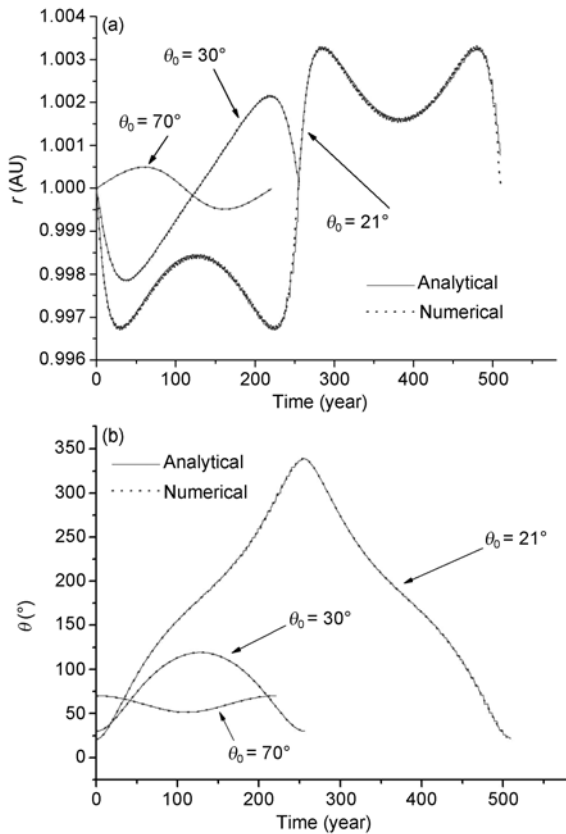 (a)
1.004
1.003
1.002
1.001
1.000
0.999
0.998
0.997
0.996
r (AU)
θ₀ = 30°
θ₀ = 70°
θ₀ = 21°
Analytical
Numerical
0 100 200 300 400 500
Time (year)
(b)
350
300
250
200
150
100
50
0
θ (°)
Analytical
Numerical
θ₀ = 21°
θ₀ = 30°
θ₀ = 70°
0 100 200 300 400 500
Time (year)